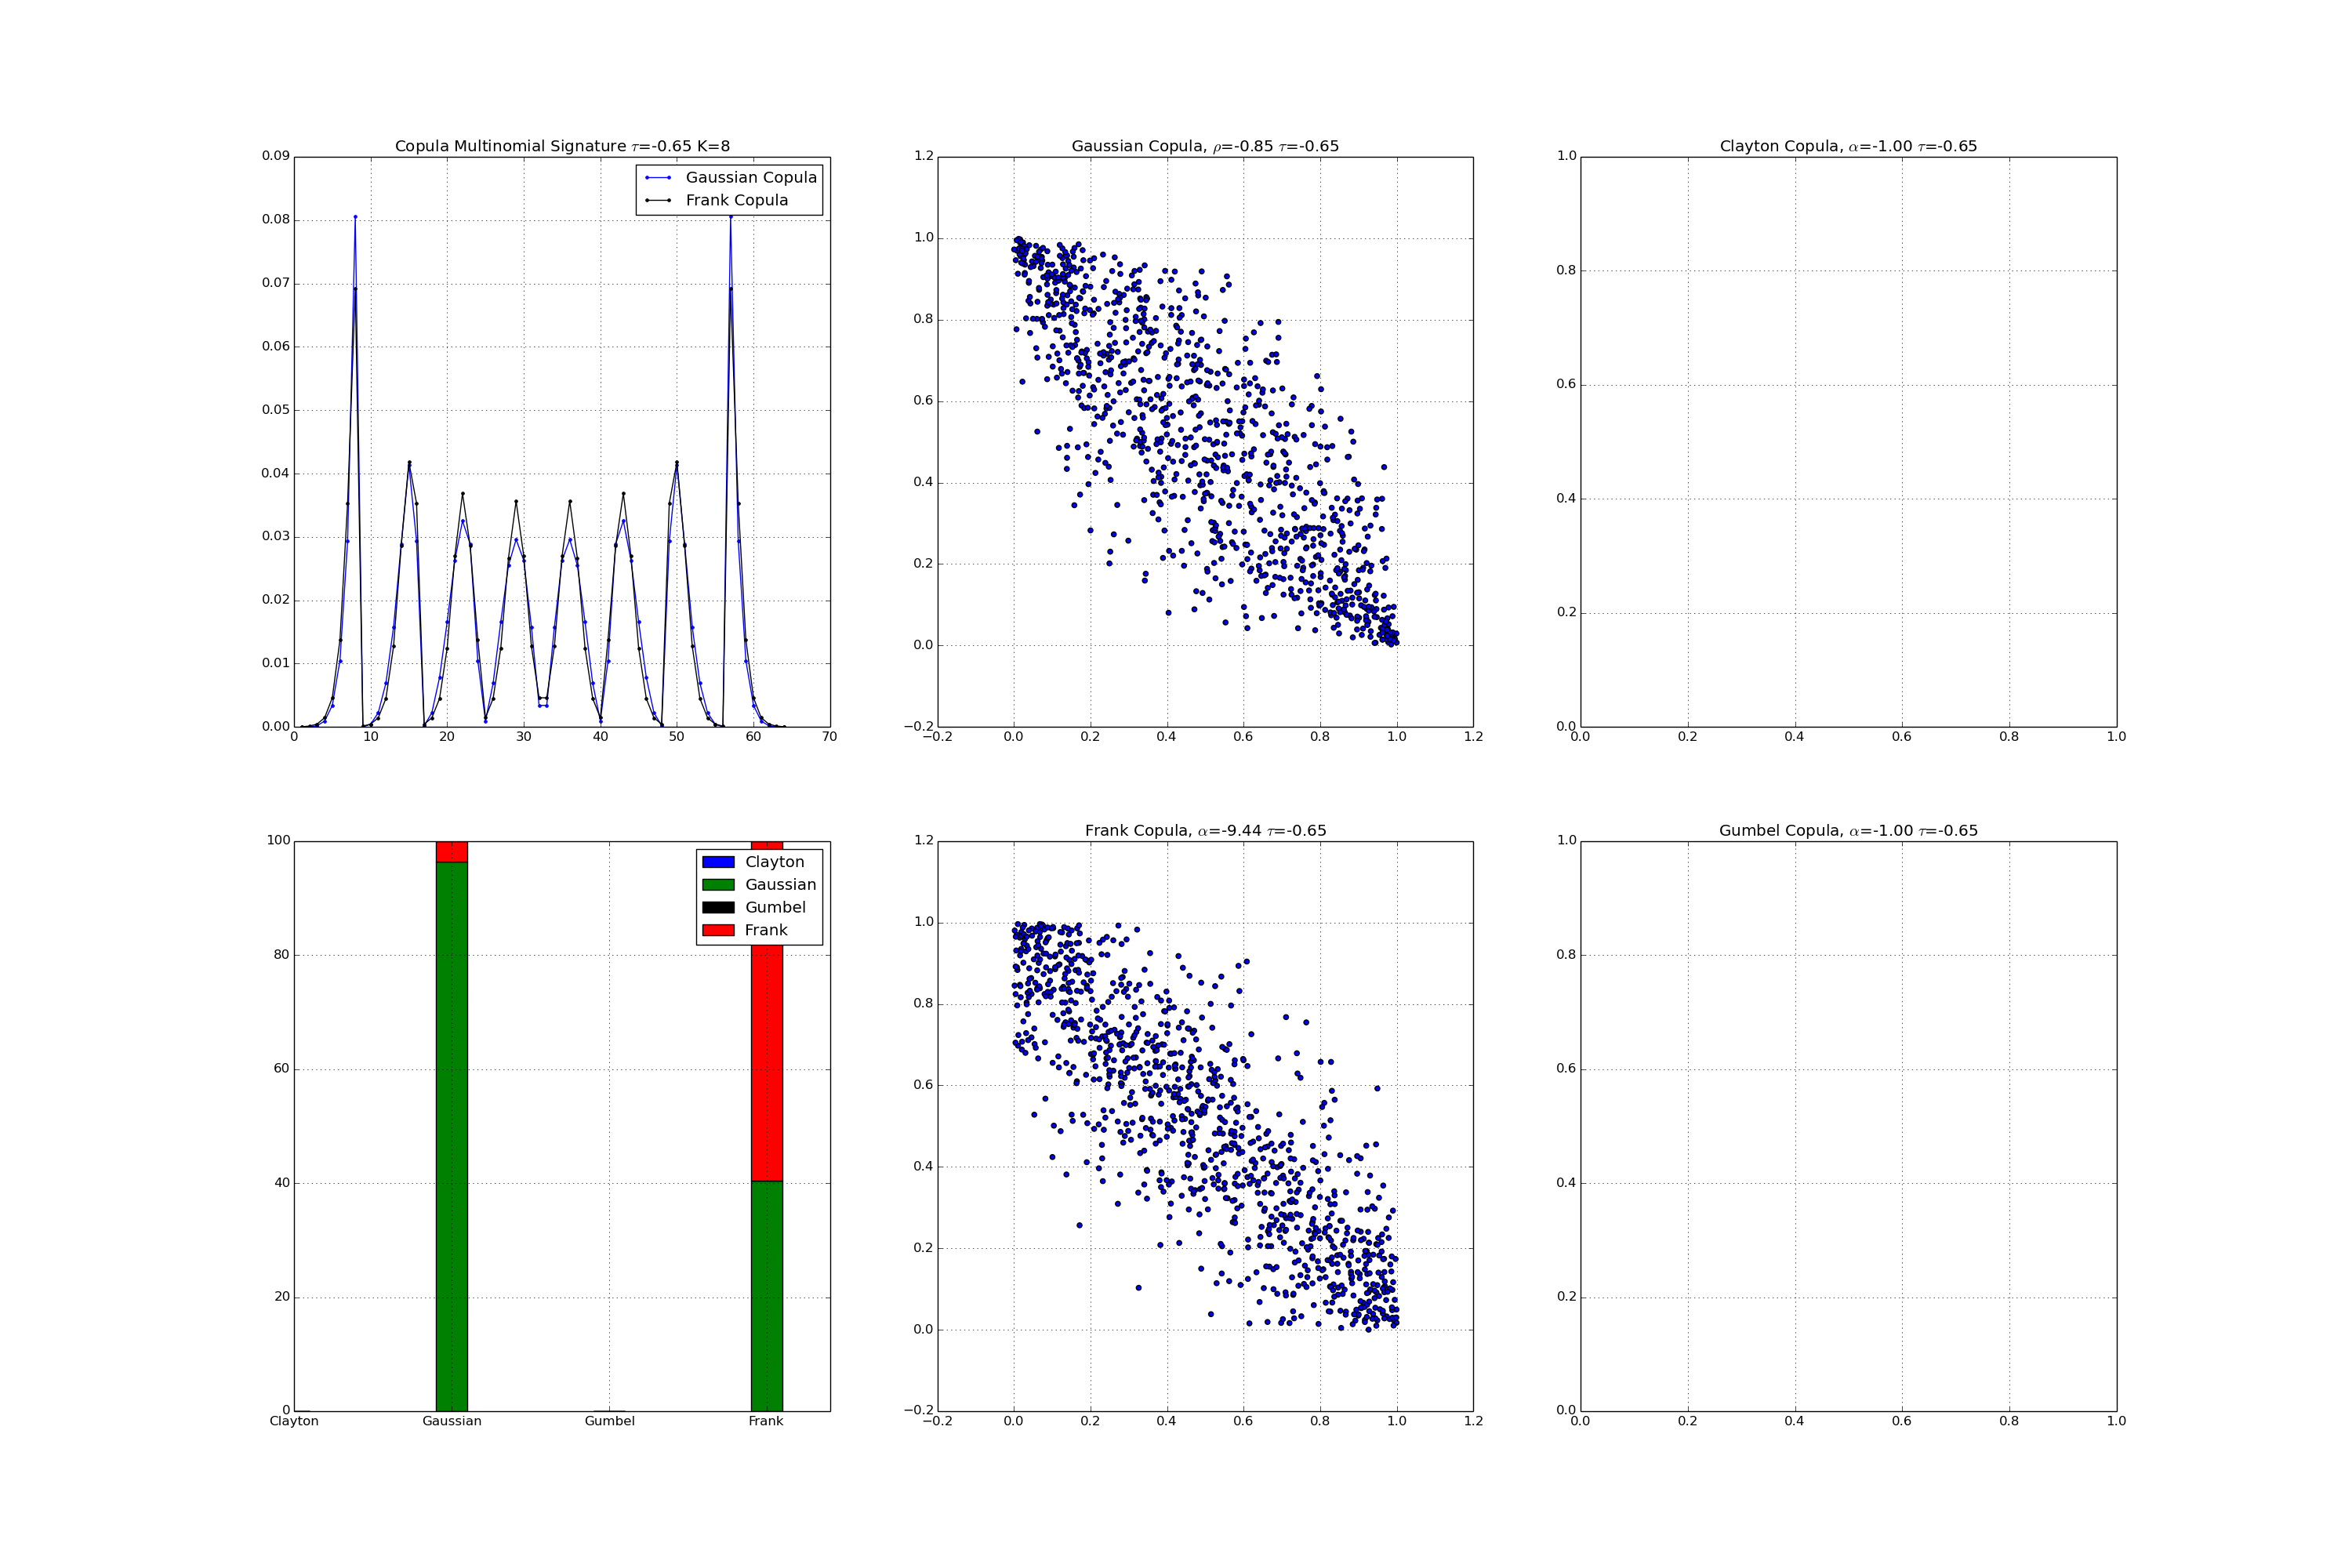 Copula Multinomial Signature τ=-0.65 K=8
0.09
0.08
0.07
0.06
0.05
0.04
0.03
0.02
0.01
0.00
0 10 20 30 40 50 60 70
Gaussian Copula
Frank Copula
Gaussian Copula, ρ=-0.85 τ=-0.65
1.2
1.0
0.8
0.6
0.4
0.2
0.0
−0.2
−0.2 0.0 0.2 0.4 0.6 0.8 1.0 1.2
Clayton Copula, α=-1.00 τ=-0.65
1.0
0.8
0.6
0.4
0.2
0.0
0.0 0.2 0.4 0.6 0.8 1.0
100
80
60
40
20
0
Clayton Gaussian Gumbel Frank
Clayton
Gaussian
Gumbel
Frank
Frank Copula, α=-9.44 τ=-0.65
1.2
1.0
0.8
0.6
0.4
0.2
0.0
−0.2
−0.2 0.0 0.2 0.4 0.6 0.8 1.0 1.2
Gumbel Copula, α=-1.00 τ=-0.65
1.0
0.8
0.6
0.4
0.2
0.0
0.0 0.2 0.4 0.6 0.8 1.0